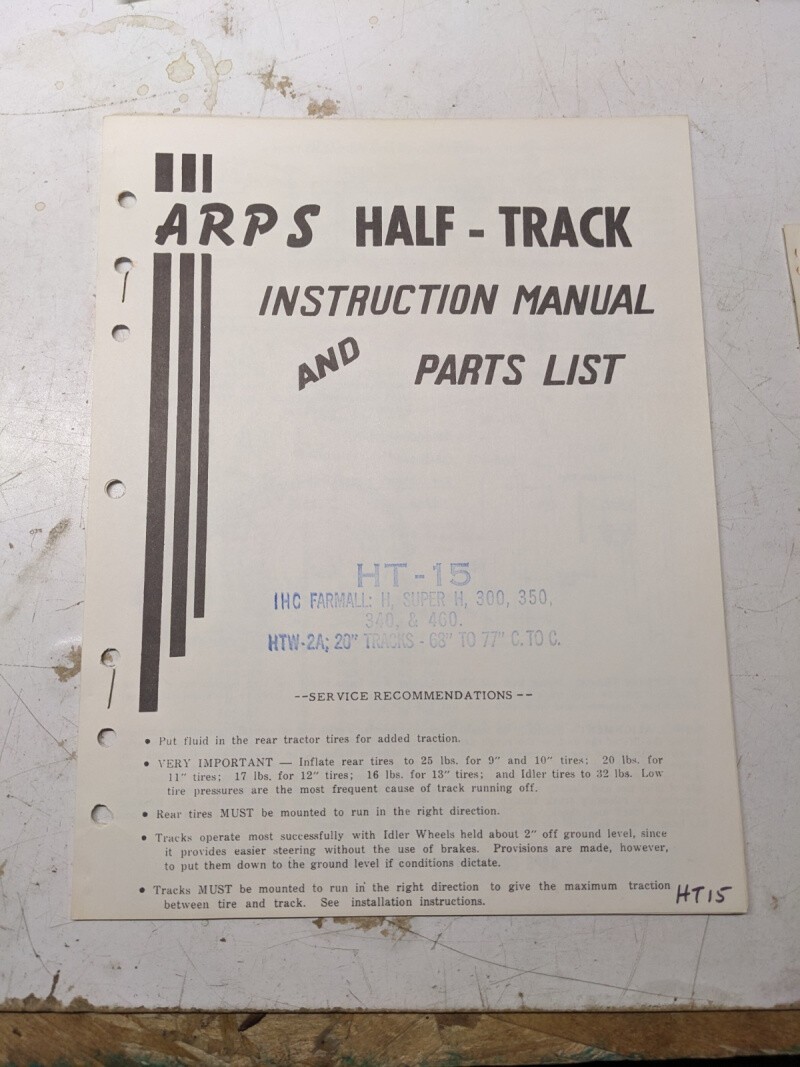 ARPS HALF - TRACK
INSTRUCTION MANUAL
AND PARTS LIST
HT-15
IHC FARMALL: H, SUPER H, 300, 350,
340, & 460.
HTW-2A; 20" TRACKS - 68" TO 77" C. TO C.
--SERVICE RECOMMENDATIONS --
• Put fluid in the rear tractor tires for added traction.
• VERY IMPORTANT — Inflate rear tires to 25 lbs. for 9" and 10" tires; 20 lbs. for
11" tires; 17 lbs. for 12" tires; 16 lbs. for 13" tires; and Idler tires to 32 lbs. Low
tire pressures are the most frequent cause of track running off.
• Rear tires MUST be mounted to run in the right direction.
• Tracks operate most successfully with Idler Wheels held about 2" off ground level, since
it provides easier steering without the use of brakes. Provisions are made, however,
to put them down to the ground level if conditions dictate.
• Tracks MUST be mounted to run in the right direction to give the maximum traction
between tire and track. See installation instructions.
HT15